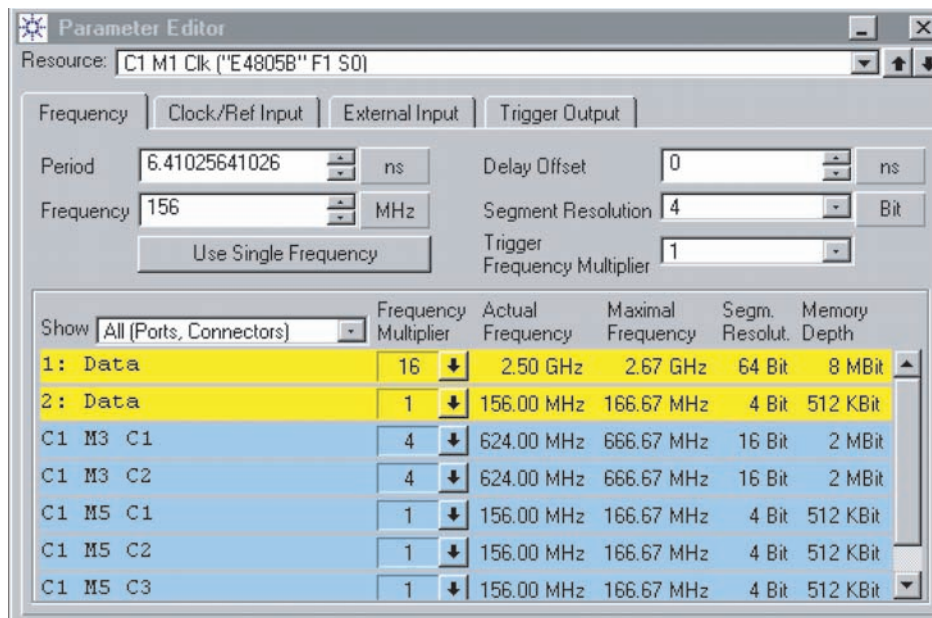 Parameter Editor
Resource: C1 M1 Clk ("E4805B" F1 S0)
Frequency Clock/Ref Input External Input Trigger Output
Period 6.41025641026 ns Delay Offset 0 ns
Frequency 156 MHz Segment Resolution 4 Bit
Use Single Frequency Trigger Frequency Multiplier 1
Show All (Ports, Connectors) Frequency Multiplier Actual Frequency Maximal Frequency Segm. Resolut. Memory Depth
1: Data 16 2.50 GHz 2.67 GHz 64 Bit 8 MBit
2: Data 1 156.00 MHz 166.67 MHz 4 Bit 512 KBit
C1 M3 C1 4 624.00 MHz 666.67 MHz 16 Bit 2 MBit
C1 M3 C2 4 624.00 MHz 666.67 MHz 16 Bit 2 MBit
C1 M5 C1 1 156.00 MHz 166.67 MHz 4 Bit 512 KBit
C1 M5 C2 1 156.00 MHz 166.67 MHz 4 Bit 512 KBit
C1 M5 C3 1 156.00 MHz 166.67 MHz 4 Bit 512 KBit